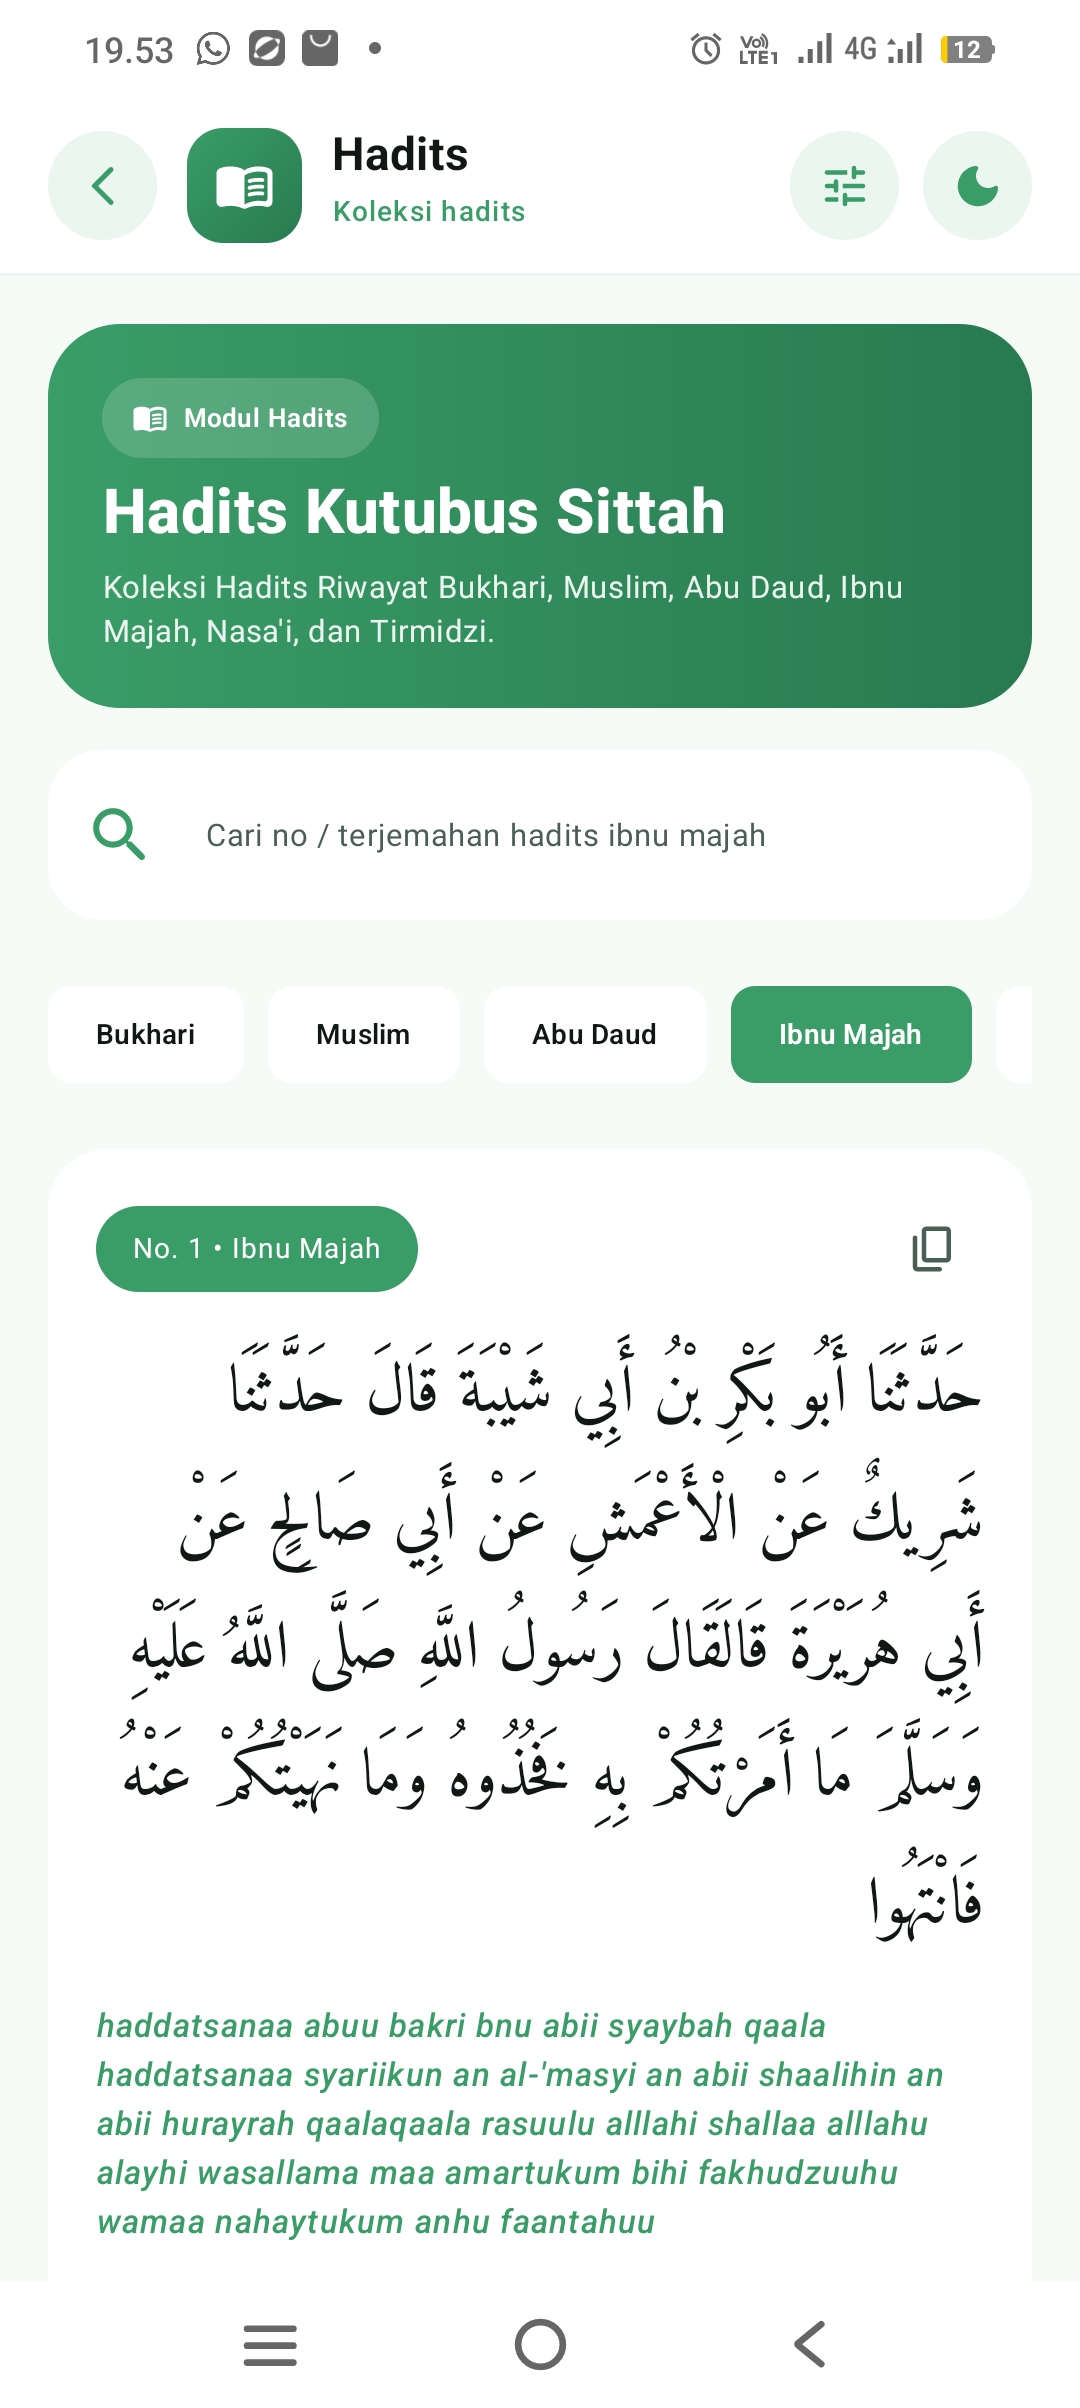 19.53
Vo)) LTE1 4G 12
Hadits
Koleksi hadits
Modul Hadits
Hadits Kutubus Sittah
Koleksi Hadits Riwayat Bukhari, Muslim, Abu Daud, Ibnu
Majah, Nasa'i, dan Tirmidzi.
Cari no / terjemahan hadits ibnu majah
Bukhari Muslim Abu Daud Ibnu Majah
No. 1 • Ibnu Majah
حَدَّثَنَا أَبُو بَكْرِ بْنُ أَبِي شَيْبَةَ قَالَ حَدَّثَنَا
شَرِيكٌ عَنْ الْأَعْمَشِ عَنْ أَبِي صَالِحٍ عَنْ
أَبِي هُرَيْرَةَ قَالَقَالَ رَسُولُ اللَّهِ صَلَّى اللَّهُ عَلَيْهِ
وَسَلَّمَ مَا أَمَرْتُكُمْ بِهِ فَخُذُوهُ وَمَا نَهَيْتُكُمْ عَنْهُ
فَانْتَهُوا
haddatsanaa abuu bakri bnu abii syaybah qaala
haddatsanaa syariikun an al-'masyi an abii shaalihin an
abii hurayrah qaalaqaala rasuulu alllahi shallaa alllahu
alayhi wasallama maa amartukum bihi fakhudzuuhu
wamaa nahaytukum anhu faantahuu